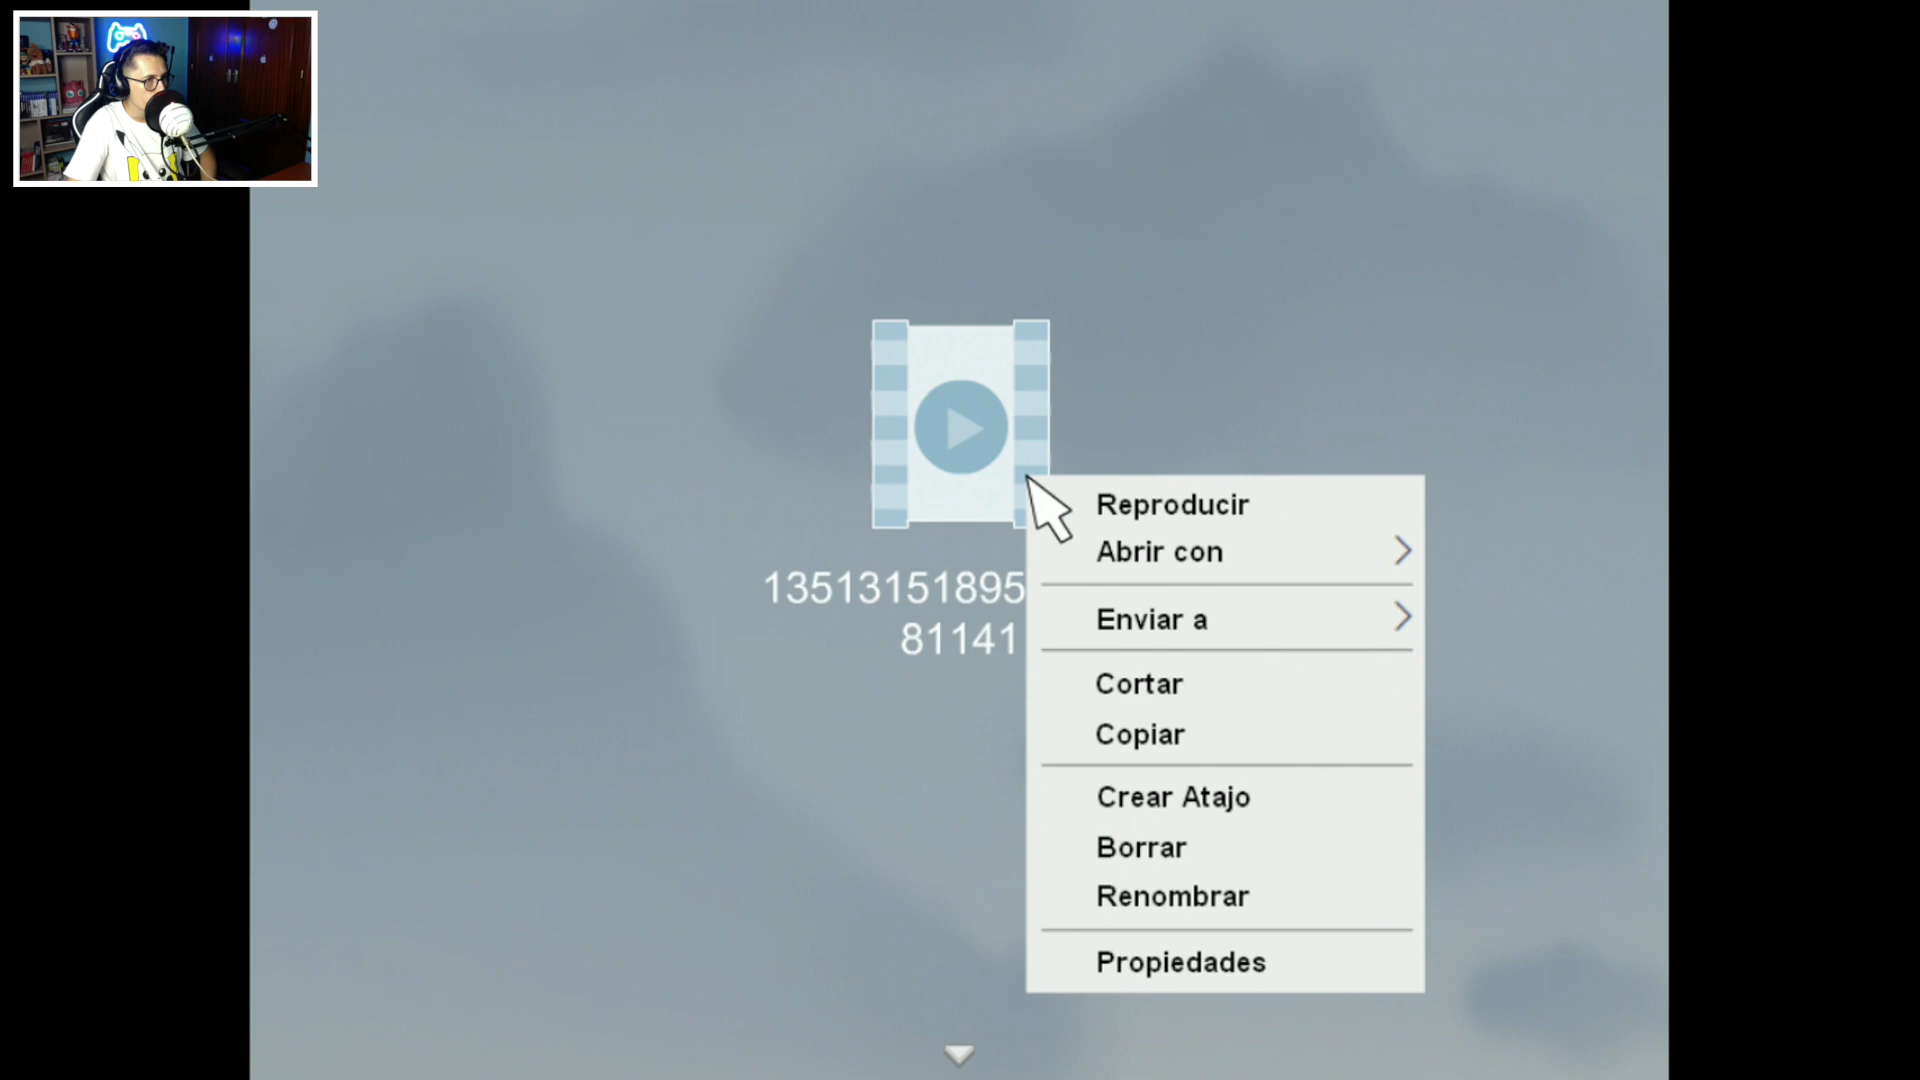 13513151895
81141
Reproducir
Abrir con
Enviar a
Cortar
Copiar
Crear Atajo
Borrar
Renombrar
Propiedades